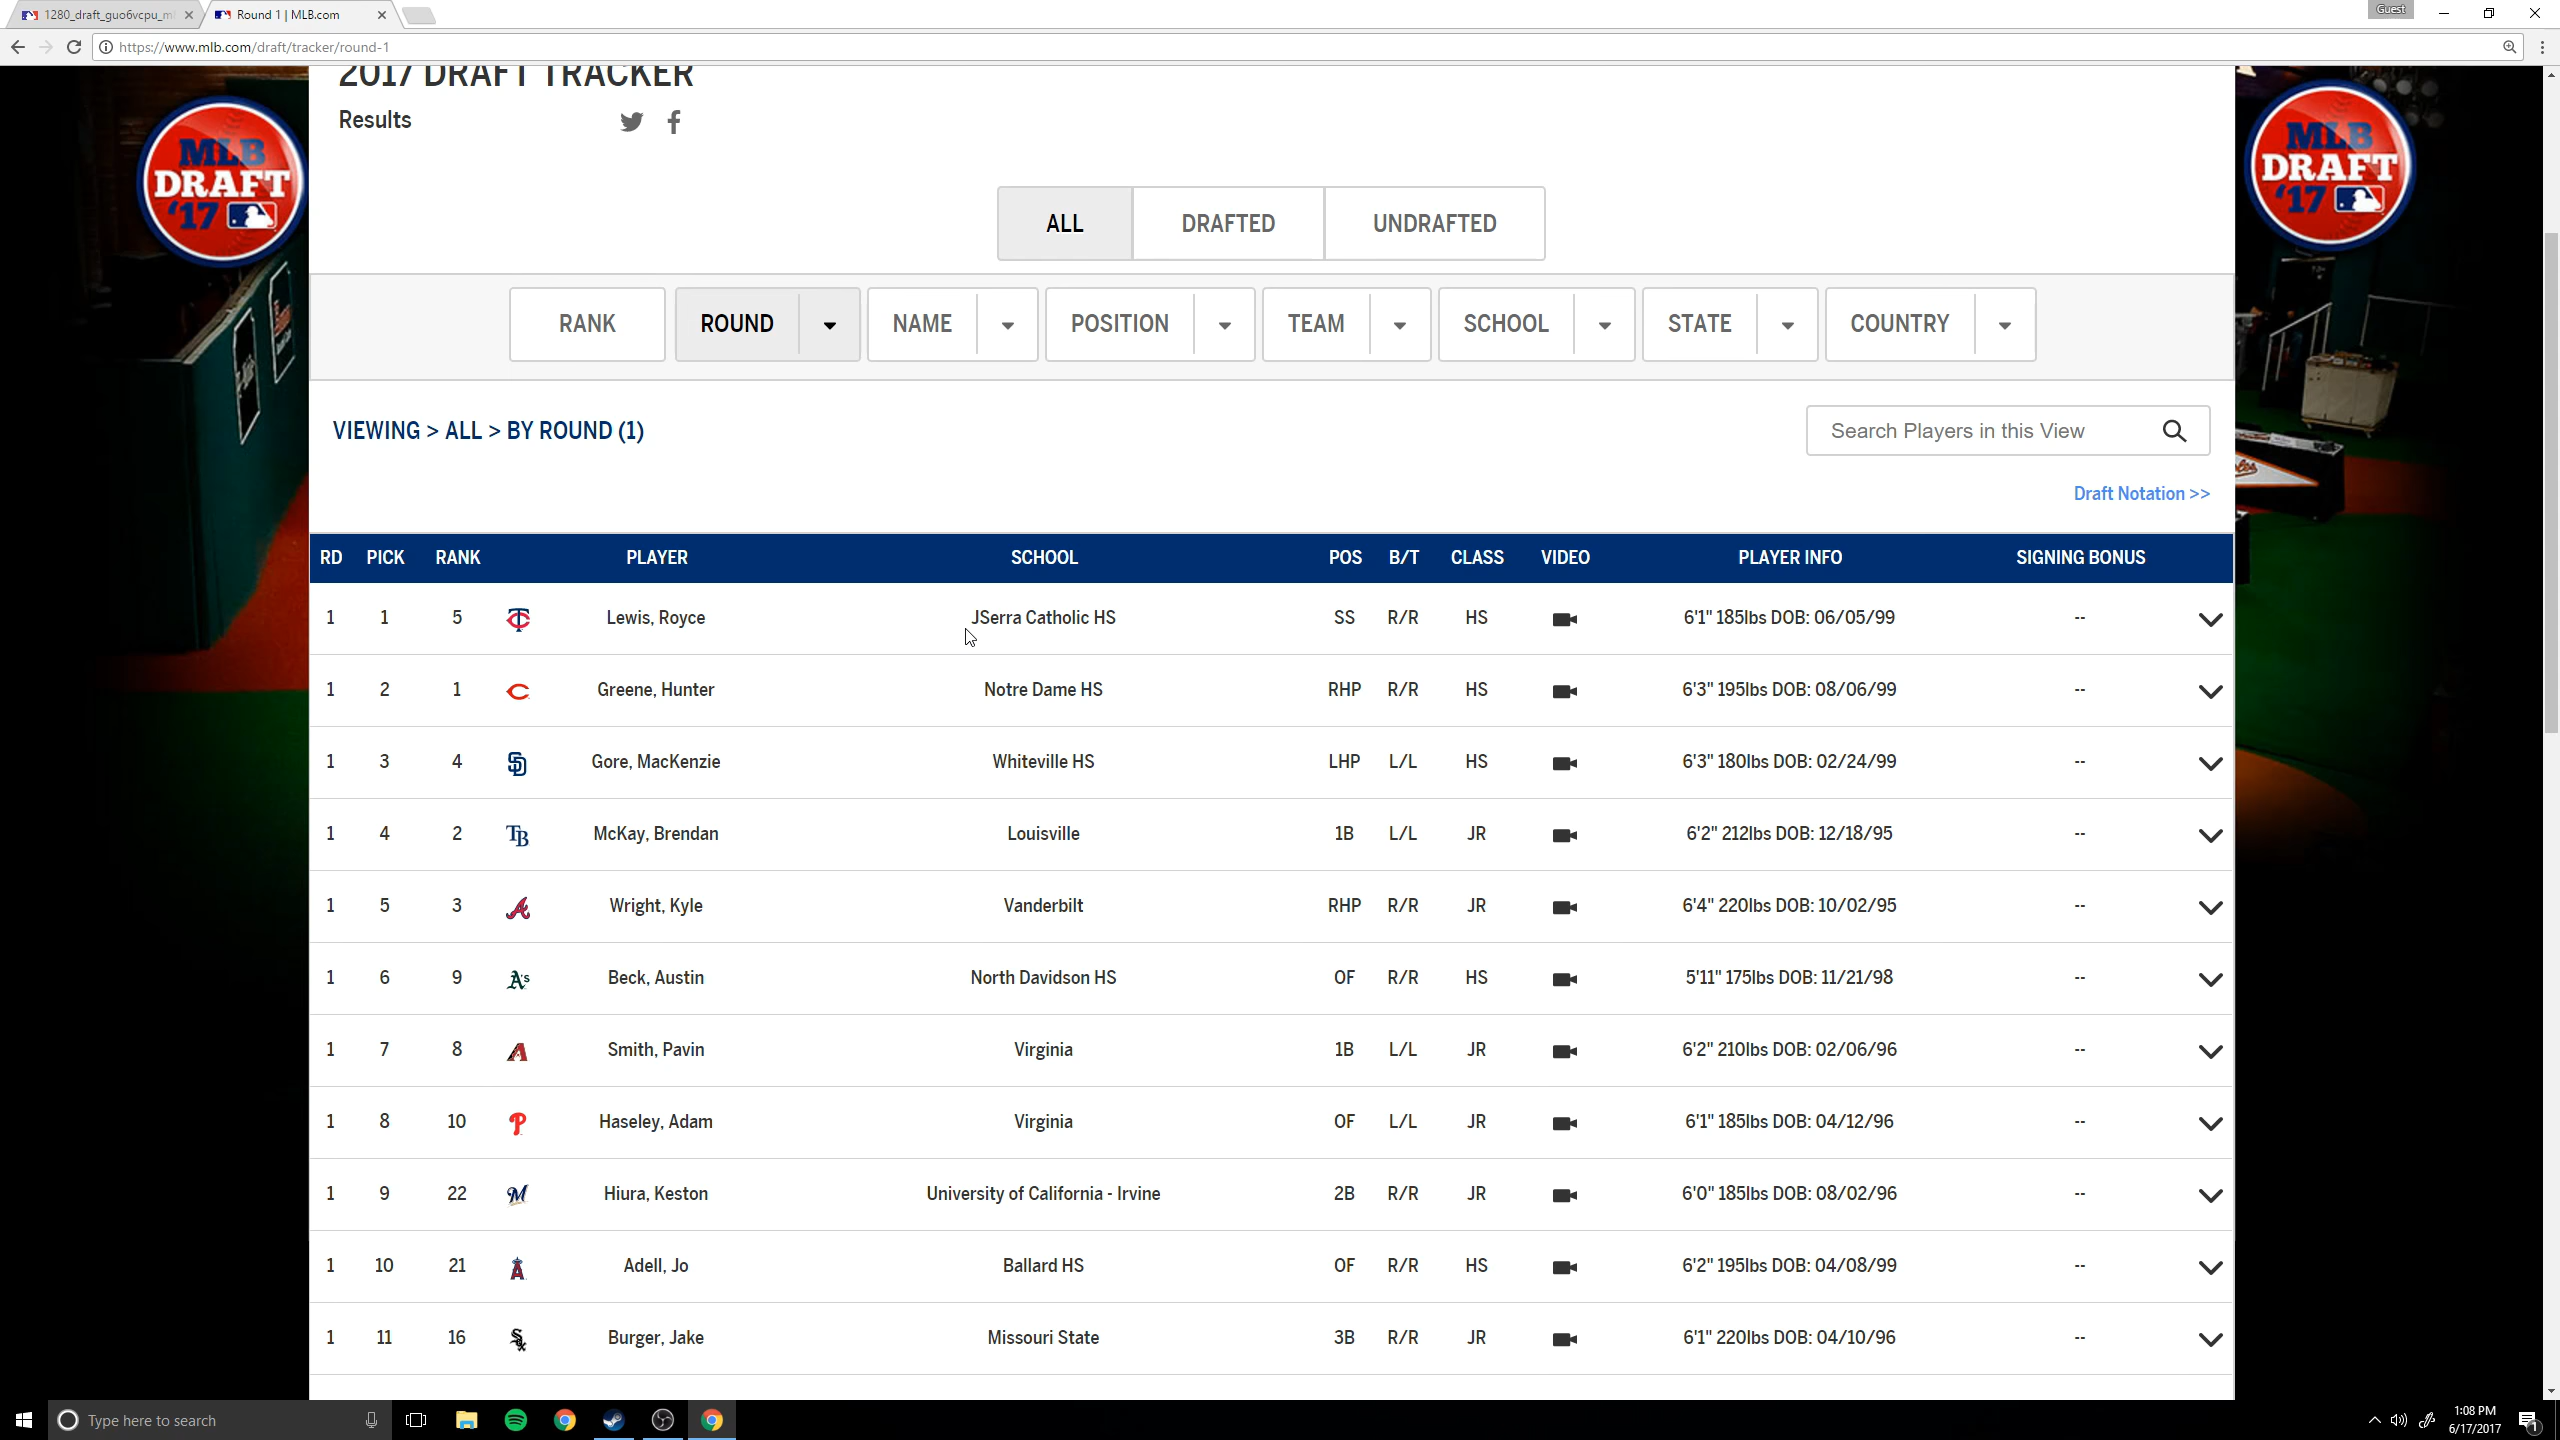 1280_draft_guo6vcpu_m
Round 1 | MLB.com
Guest
https://www.mlb.com/draft/tracker/round-1
2017 DRAFT TRACKER
Results
MLB DRAFT '17
MLB DRAFT '17
ALL DRAFTED UNDRAFTED
RANK ROUND NAME POSITION TEAM SCHOOL STATE COUNTRY
VIEWING > ALL > BY ROUND (1)
Search Players in this View
Draft Notation >>
RD PICK RANK PLAYER SCHOOL POS B/T CLASS VIDEO PLAYER INFO SIGNING BONUS
1 1 5 Lewis, Royce JSerra Catholic HS SS R/R HS 6'1" 185lbs DOB: 06/05/99 --
1 2 1 Greene, Hunter Notre Dame HS RHP R/R HS 6'3" 195lbs DOB: 08/06/99 --
1 3 4 Gore, MacKenzie Whiteville HS LHP L/L HS 6'3" 180lbs DOB: 02/24/99 --
1 4 2 McKay, Brendan Louisville 1B L/L JR 6'2" 212lbs DOB: 12/18/95 --
1 5 3 Wright, Kyle Vanderbilt RHP R/R JR 6'4" 220lbs DOB: 10/02/95 --
1 6 9 A's Beck, Austin North Davidson HS OF R/R HS 5'11" 175lbs DOB: 11/21/98 --
1 7 8 Smith, Pavin Virginia 1B L/L JR 6'2" 210lbs DOB: 02/06/96 --
1 8 10 Haseley, Adam Virginia OF L/L JR 6'1" 185lbs DOB: 04/12/96 --
1 9 22 Hiura, Keston University of California - Irvine 2B R/R JR 6'0" 185lbs DOB: 08/02/96 --
1 10 21 Adell, Jo Ballard HS OF R/R HS 6'2" 195lbs DOB: 04/08/99 --
1 11 16 Burger, Jake Missouri State 3B R/R JR 6'1" 220lbs DOB: 04/10/96 --
Type here to search
1:08 PM
6/17/2017
1